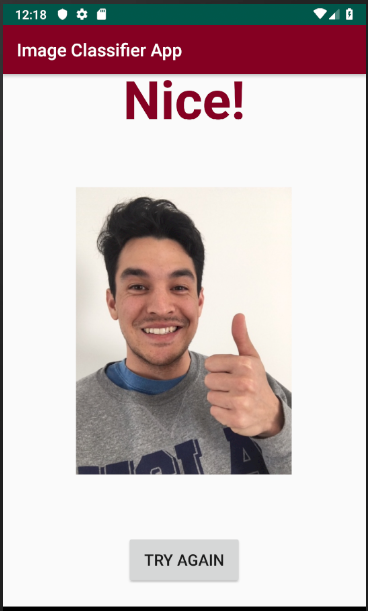 12:18
Image Classifier App
Nice!
TRY AGAIN